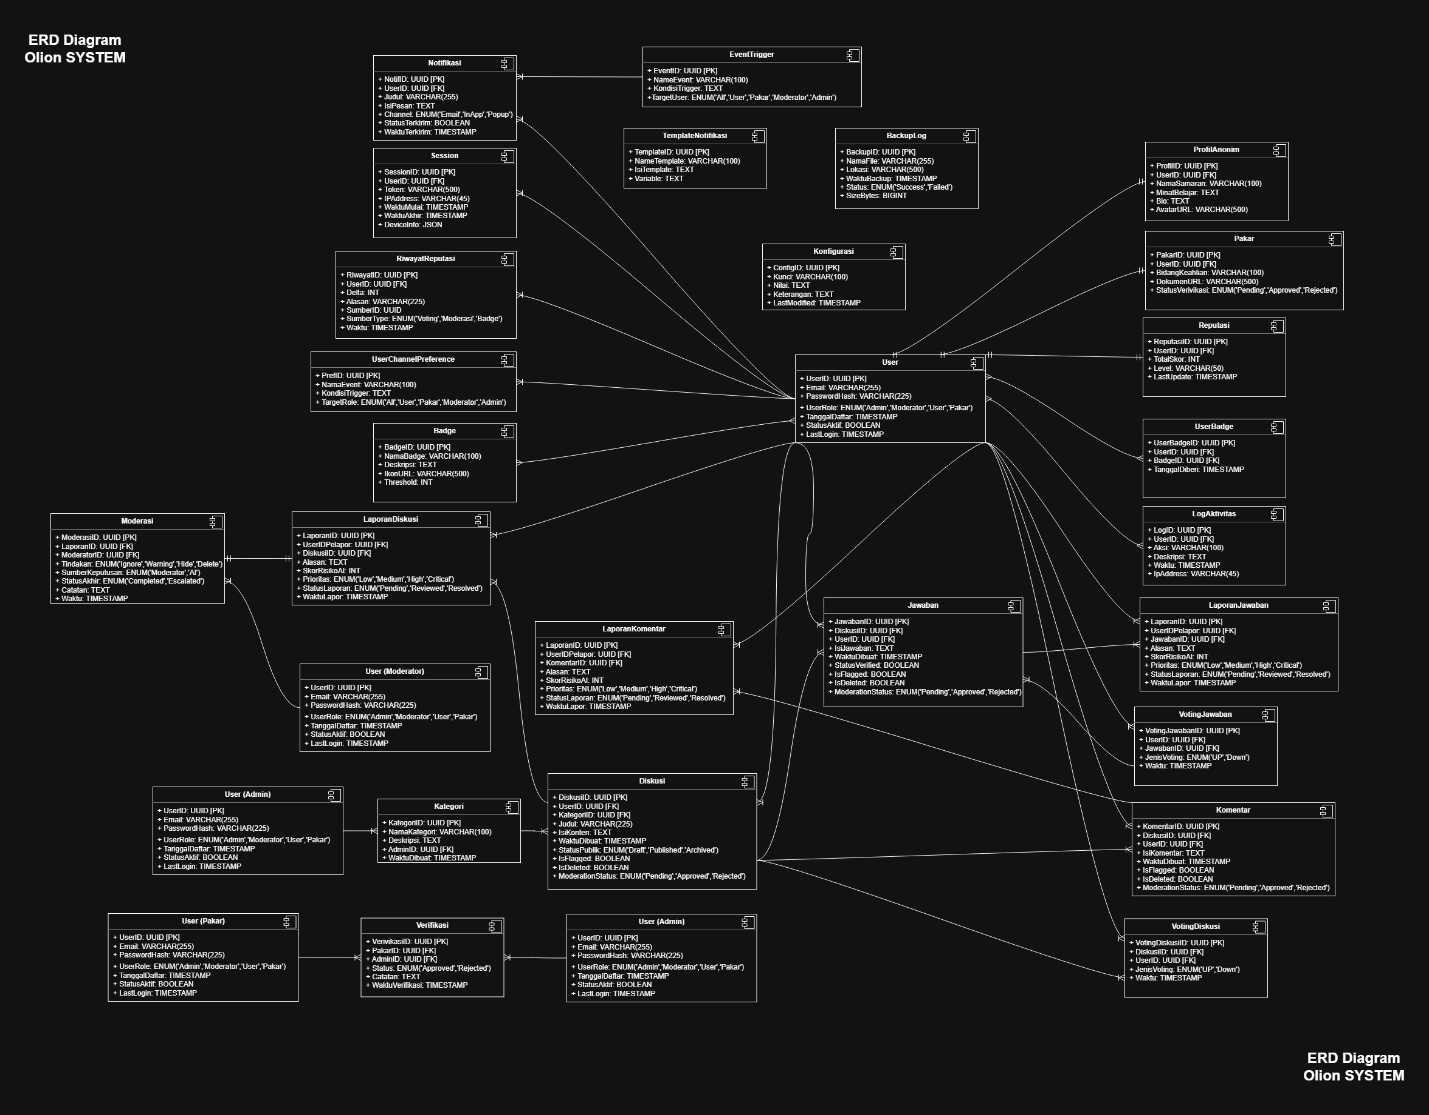 ERD Diagram
Olion SYSTEM
Notifikasi
+ NotifID: UUID [PK]
+ UserID: UUID [FK]
+ Judul: VARCHAR(255)
+ IsiPesan: TEXT
+ Channel: ENUM('Email','InApp','Popup')
+ StatusTerkirim: BOOLEAN
+ WaktuTerkirim: TIMESTAMP
EventTrigger
+ EventID: UUID [PK]
+ NameEvent: VARCHAR(100)
+ KondisiTrigger: TEXT
+TargetUser: ENUM('All','User','Pakar','Moderator','Admin')
TemplateNotifikasi
+ TemplateID: UUID [PK]
+ NameTemplate: VARCHAR(100)
+ IsiTemplate: TEXT
+ Variable: TEXT
BackupLog
+ BackupID: UUID [PK]
+ NamaFile: VARCHAR(255)
+ Lokasi: VARCHAR(500)
+ WaktuBackup: TIMESTAMP
+ Status: ENUM('Success','Failed')
+ SizeBytes: BIGINT
ProfilAnonim
+ ProfilID: UUID [PK]
+ UserID: UUID [FK]
+ NamaSamaran: VARCHAR(100)
+ MinatBelajar: TEXT
+ Bio: TEXT
+ AvatarURL: VARCHAR(500)
Session
+ SessionID: UUID [PK]
+ UserID: UUID [FK]
+ Token: VARCHAR(500)
+ IPAddress: VARCHAR(45)
+ WaktuMulai: TIMESTAMP
+ WaktuAkhir: TIMESTAMP
+ DeviceInfo: JSON
Pakar
+ PakarID: UUID [PK]
+ UserID: UUID [FK]
+ BidangKeahlian: VARCHAR(100)
+ DokumenURL: VARCHAR(500)
+ StatusVerivikasi: ENUM('Pending','Approved','Rejected')
Konfigurasi
+ ConfigID: UUID [PK]
+ Kunci: VARCHAR(100)
+ Nilai: TEXT
+ Keterangan: TEXT
+ LastModified: TIMESTAMP
RiwayatReputasi
+ RiwayatID: UUID [PK]
+ UserID: UUID [FK]
+ Delta: INT
+ Alasan: VARCHAR(225)
+ SumberID: UUID
+ SumberType: ENUM('Voting','Moderasi','Badge')
+ Waktu: TIMESTAMP
Reputasi
+ ReputasiID: UUID [PK]
+ UserID: UUID [FK]
+ TotalSkor: INT
+ Level: VARCHAR(50)
+ LastUpdate: TIMESTAMP
UserChannelPreference
+ PrefID: UUID [PK]
+ NamaEvent: VARCHAR(100)
+ KondisiTrigger: TEXT
+ TargetRole: ENUM('All','User','Pakar','Moderator','Admin')
User
+ UserID: UUID [PK]
+ Email: VARCHAR(255)
+ PasswordHash: VARCHAR(225)
+ UserRole: ENUM('Admin','Moderator','User','Pakar')
+ TanggalDaftar: TIMESTAMP
+ StatusAktif: BOOLEAN
+ LastLogin: TIMESTAMP
Badge
+ BadgeID: UUID [PK]
+ NamaBadge: VARCHAR(100)
+ Deskripsi: TEXT
+ IkonURL: VARCHAR(500)
+ Threshold: INT
UserBadge
+ UserBadgeID: UUID [PK]
+ UserID: UUID [FK]
+ BadgeID: UUID [FK]
+ TanggalDiberi: TIMESTAMP
LogAktivitas
+ LogID: UUID [PK]
+ UserID: UUID [FK]
+ Aksi: VARCHAR(100)
+ Deskripsi: TEXT
+ Waktu: TIMESTAMP
+ IpAddress: VARCHAR(45)
Moderasi
+ ModerasiID: UUID [PK]
+ LaporanID: UUID [FK]
+ ModeratorID: UUID [FK]
+ Tindakan: ENUM('Ignore','Warning','Hide','Delete')
+ SumberKeputusan: ENUM('Moderator','AI')
+ StatusAkhir: ENUM('Completed','Escalated')
+ Catatan: TEXT
+ Waktu: TIMESTAMP
LaporanDiskusi
+ LaporanID: UUID [PK]
+ UserIDPelapor: UUID [FK]
+ DiskusiID: UUID [FK]
+ Alasan: TEXT
+ SkorRisikoAI: INT
+ Prioritas: ENUM('Low','Medium','High','Critical')
+ StatusLaporan: ENUM('Pending','Reviewed','Resolved')
+ WaktuLapor: TIMESTAMP
LaporanKomentar
+ LaporanID: UUID [PK]
+ UserIDPelapor: UUID [FK]
+ KomentarID: UUID [FK]
+ Alasan: TEXT
+ SkorRisikoAI: INT
+ Prioritas: ENUM('Low','Medium','High','Critical')
+ StatusLaporan: ENUM('Pending','Reviewed','Resolved')
+ WaktuLapor: TIMESTAMP
Jawaban
+ JawabanID: UUID [PK]
+ DiskusiID: UUID [FK]
+ UserID: UUID [FK]
+ IsiJawaban: TEXT
+ WaktuDibuat: TIMESTAMP
+ StatusVerified: BOOLEAN
+ IsFlagged: BOOLEAN
+ IsDeleted: BOOLEAN
+ ModerationStatus: ENUM('Pending','Approved','Rejected')
LaporanJawaban
+ LaporanID: UUID [FK]
+ UserIDPelapor: UUID [FK]
+ JawabanID: UUID [FK]
+ Alasan: TEXT
+ SkorRisikoAI: INT
+ Prioritas: ENUM('Low','Medium','High','Critical')
+ StatusLaporan: ENUM('Pending','Reviewed','Resolved')
+ WaktuLapor: TIMESTAMP
User (Moderator)
+ UserID: UUID [PK]
+ Email: VARCHAR(255)
+ PasswordHash: VARCHAR(225)
+ UserRole: ENUM('Admin','Moderator','User','Pakar')
+ TanggalDaftar: TIMESTAMP
+ StatusAktif: BOOLEAN
+ LastLogin: TIMESTAMP
VotingJawaban
+ VotingJawabanID: UUID [PK]
+ UserID: UUID [FK]
+ JawabanID: UUID [FK]
+ JenisVoting: ENUM('UP','Down')
+ Waktu: TIMESTAMP
User (Admin)
+ UserID: UUID [PK]
+ Email: VARCHAR(255)
+ PasswordHash: VARCHAR(225)
+ UserRole: ENUM('Admin','Moderator','User','Pakar')
+ TanggalDaftar: TIMESTAMP
+ StatusAktif: BOOLEAN
+ LastLogin: TIMESTAMP
Kategori
+ KategoriID: UUID [PK]
+ NamaKategori: VARCHAR(100)
+ Deskripsi: TEXT
+ AdminID: UUID [FK]
+ WaktuDibuat: TIMESTAMP
Diskusi
+ DiskusiID: UUID [PK]
+ UserID: UUID [FK]
+ KategoriID: UUID [FK]
+ Judul: VARCHAR(225)
+ IsiKonten: TEXT
+ WaktuDibuat: TIMESTAMP
+ StatusPublik: ENUM('Draft','Published'.'Archived')
+ IsFlagged: BOOLEAN
+ IsDeleted: BOOLEAN
+ ModerationStatus: ENUM('Pending','Approved','Rejected')
Komentar
+ KomentarID: UUID [PK]
+ DiskusiID: UUID [FK]
+ UserID: UUID [FK]
+ IsiKomentar: TEXT
+ WaktuDibuat: TIMESTAMP
+ IsFlagged: BOOLEAN
+ IsDeleted: BOOLEAN
+ ModerationStatus: ENUM('Pending','Approved','Rejected')
User (Pakar)
+ UserID: UUID [PK]
+ Email: VARCHAR(255)
+ PasswordHash: VARCHAR(225)
+ UserRole: ENUM('Admin','Moderator','User','Pakar')
+ TanggalDaftar: TIMESTAMP
+ StatusAktif: BOOLEAN
+ LastLogin: TIMESTAMP
Verifikasi
+ VerivikasiID: UUID [PK]
+ PakarID: UUID [FK]
+ AdminID: UUID [FK]
+ Status: ENUM('Approved','Rejected')
+ Catatan: TEXT
+ WaktuVerifikasi: TIMESTAMP
User (Admin)
+ UserID: UUID [PK]
+ Email: VARCHAR(255)
+ PasswordHash: VARCHAR(225)
+ UserRole: ENUM('Admin','Moderator','User','Pakar')
+ TanggalDaftar: TIMESTAMP
+ StatusAktif: BOOLEAN
+ LastLogin: TIMESTAMP
VotingDiskusi
+ VotingDiskusiID: UUID [PK]
+ DiskusiID: UUID [FK]
+ UserID: UUID [FK]
+ JenisVoting: ENUM('UP','Down')
+ Waktu: TIMESTAMP
ERD Diagram
Olion SYSTEM